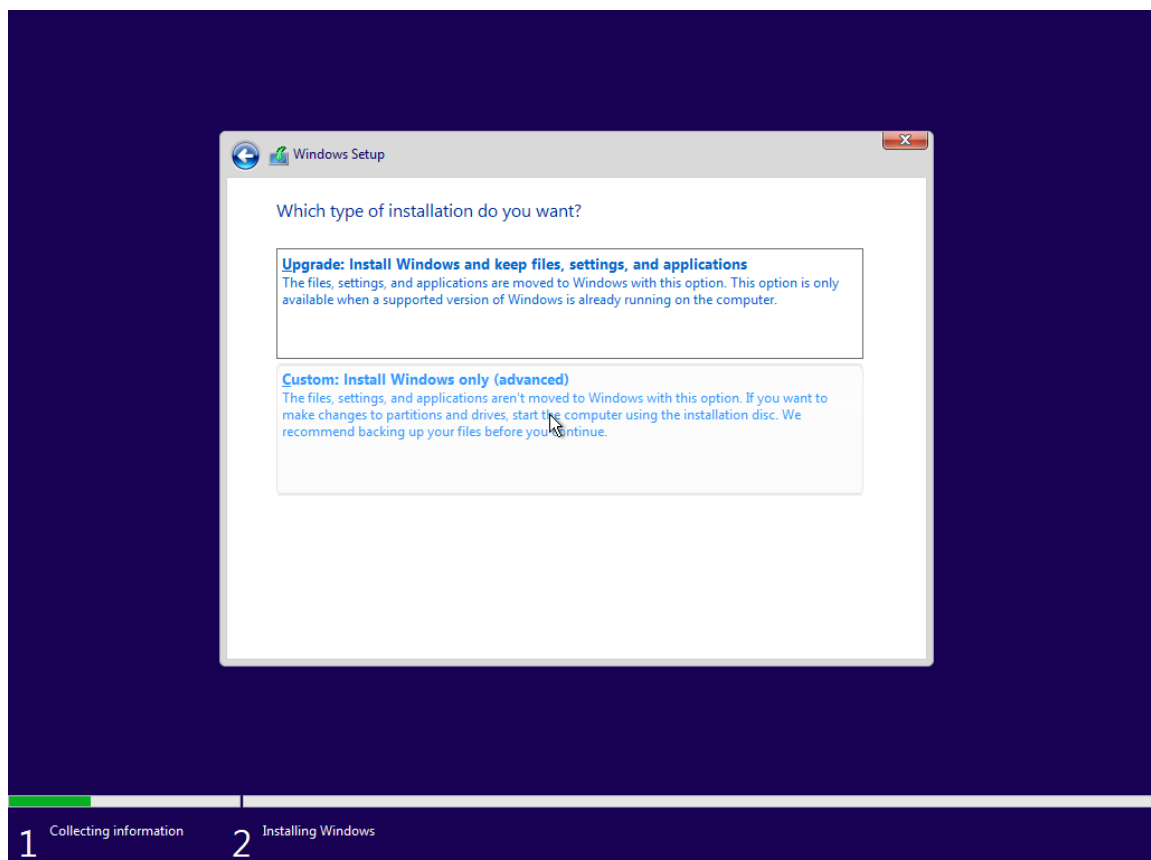 Windows Setup
Which type of installation do you want?
Upgrade: Install Windows and keep files, settings, and applications
The files, settings, and applications are moved to Windows with this option. This option is only
available when a supported version of Windows is already running on the computer.
Custom: Install Windows only (advanced)
The files, settings, and applications aren't moved to Windows with this option. If you want to
make changes to partitions and drives, start the computer using the installation disc. We
recommend backing up your files before you continue.
1 Collecting information
2 Installing Windows